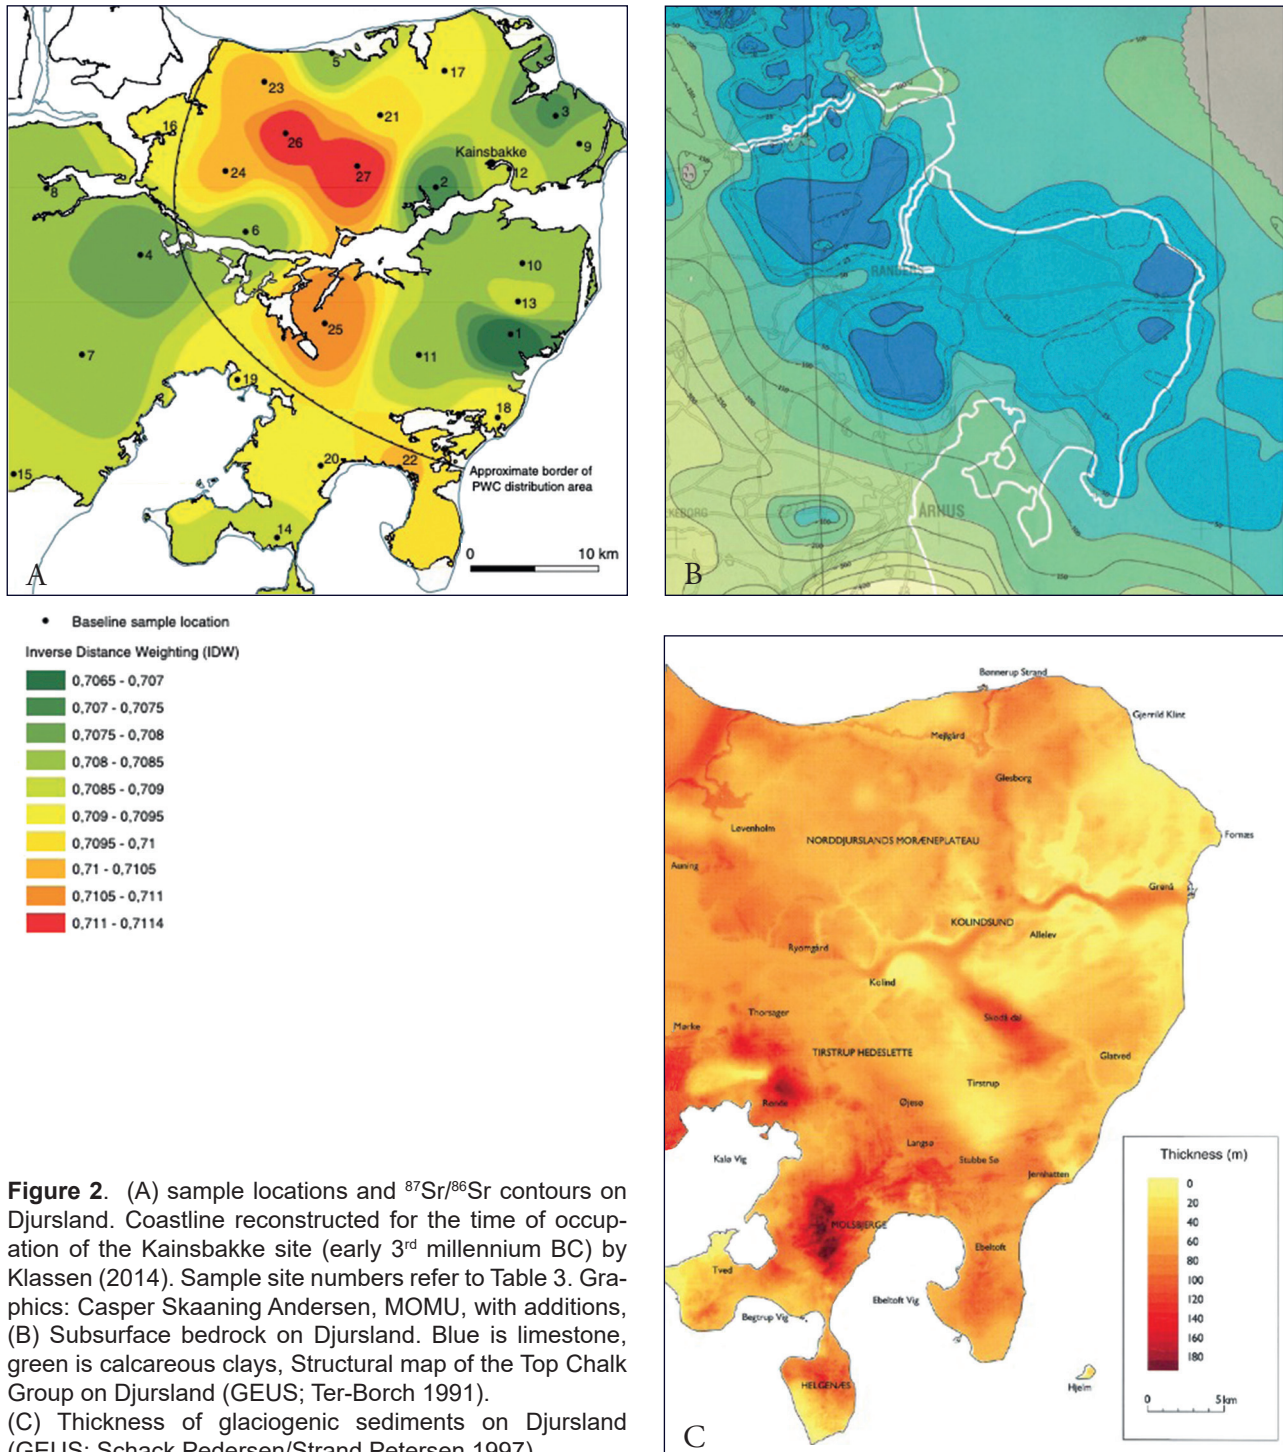 5
17
23
3
21
16
26
9
Kainsbakke
12
24
27
2
8
6
4
10
13
25
1
7
11
19
18
22
20
15
Approximate border of
PWC distribution area
14
0 10 km
A
RANDERS
ÅRHUS
B
Baseline sample location
Inverse Distance Weighting (IDW)
0,7065 - 0,707
0,707 - 0,7075
0,7075 - 0,708
0,708 - 0,7085
0,7085 - 0,709
0,709 - 0,7095
0,7095 - 0,71
0,71 - 0,7105
0,7105 - 0,711
0,711 - 0,7114
Bønnerup Strand
Gjerrild Klint
Mejlgård
Glesborg
Løvenholm
NORDDJURSLANDS MORÆNEPLATEAU
Fornæs
Auning
Grenå
KOLINDSUND
Allelev
Ryomgård
Kolind
Thorsager
Skodå dal
Mørke
TIRSTRUP HEDESLETTE
Glatved
Tirstrup
Rønde
Øjesø
Langsø
Kalø Vig
Stubbe Sø
Jernhatten
MOLSBJERGE
Ebeltoft
Tved
Ebeltoft Vig
Begtrup Vig
HELGENÆS
Hjelm
Thickness (m)
0
20
40
60
80
100
120
140
160
180
0 5 km
C
Figure 2. (A) sample locations and ⁸⁷Sr/⁸⁶Sr contours on
Djursland. Coastline reconstructed for the time of occup-
ation of the Kainsbakke site (early 3ʳᵈ millennium BC) by
Klassen (2014). Sample site numbers refer to Table 3. Gra-
phics: Casper Skaaning Andersen, MOMU, with additions,
(B) Subsurface bedrock on Djursland. Blue is limestone,
green is calcareous clays, Structural map of the Top Chalk
Group on Djursland (GEUS; Ter-Borch 1991).
(C) Thickness of glaciogenic sediments on Djursland
(GEUS; Schack Pedersen/Strand Petersen 1997)